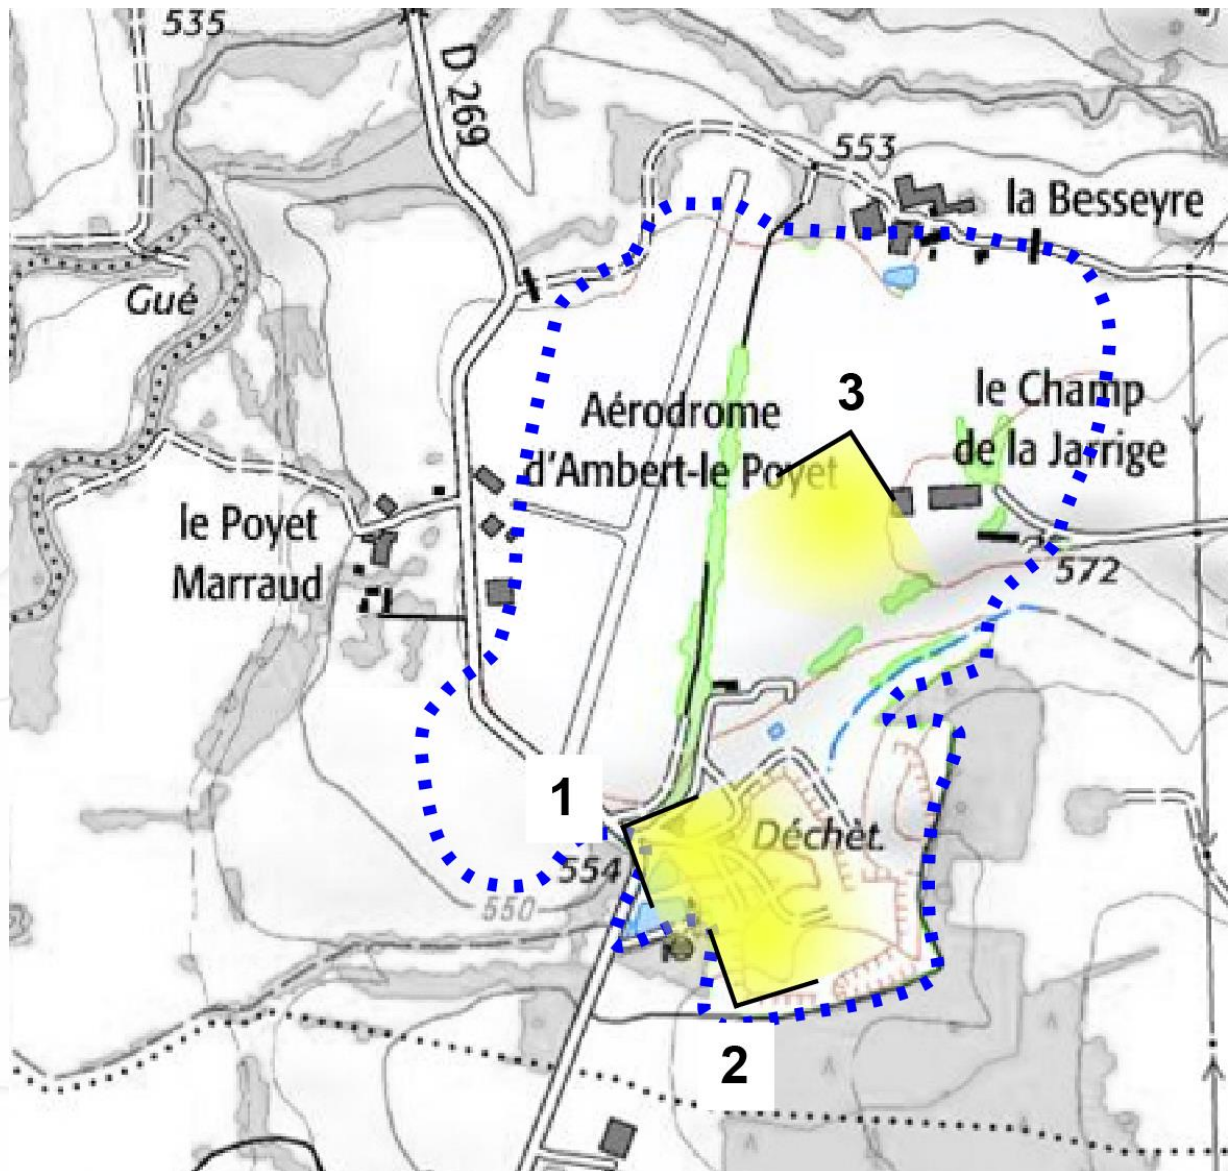 535
D 269
553
la Besseyre
Gué
3
le Champ
de la Jarrige
Aérodrome
d'Ambert-le Poyet
le Poyet
Marraud
572
1
Déchèt.
554
550
2
A
A
A